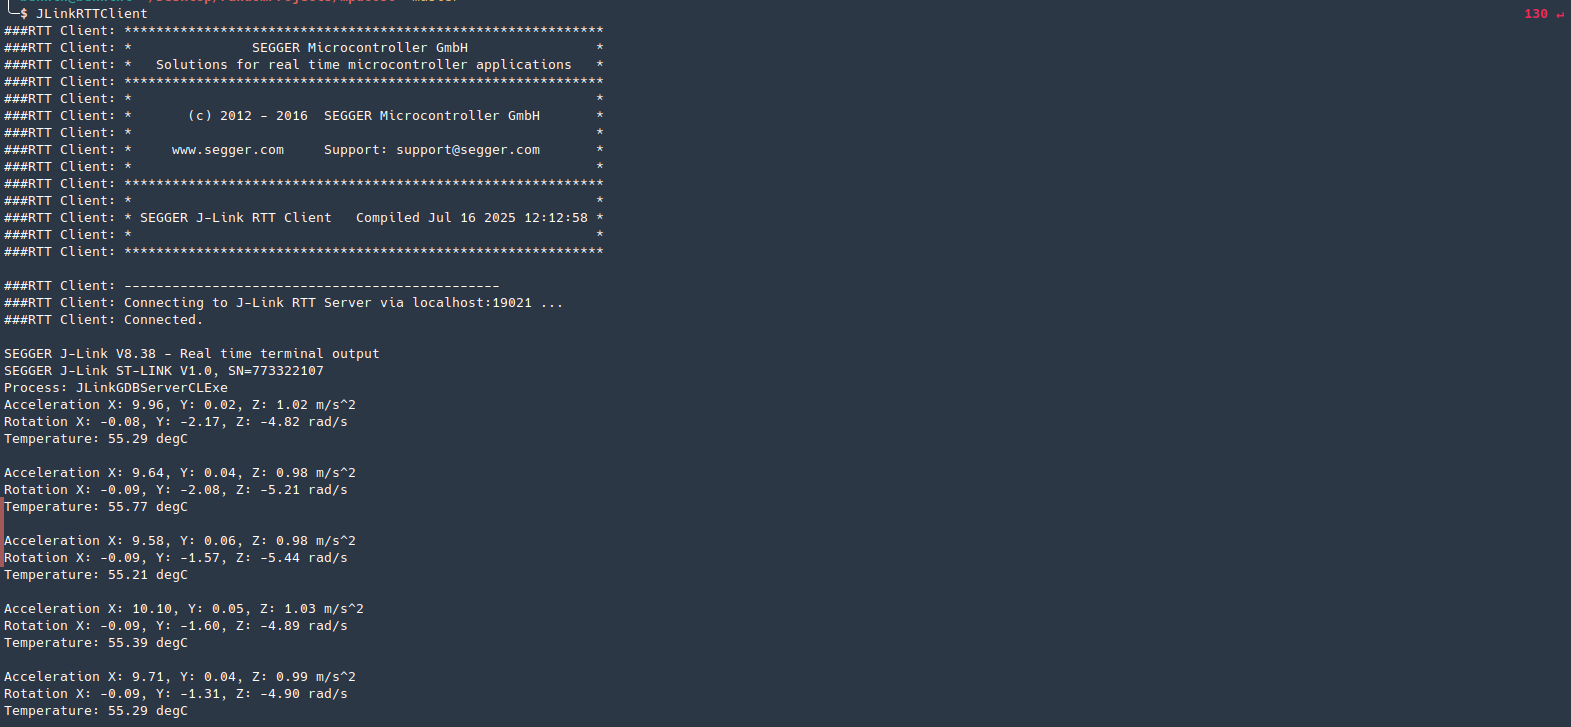 └─$ JLinkRTTClient 130 ↵
###RTT Client: ************************************************************
###RTT Client: *               SEGGER Microcontroller GmbH                *
###RTT Client: *   Solutions for real time microcontroller applications   *
###RTT Client: ************************************************************
###RTT Client: *                                                          *
###RTT Client: *       (c) 2012 - 2016  SEGGER Microcontroller GmbH       *
###RTT Client: *                                                          *
###RTT Client: *     www.segger.com     Support: support@segger.com       *
###RTT Client: *                                                          *
###RTT Client: ************************************************************
###RTT Client: *                                                          *
###RTT Client: * SEGGER J-Link RTT Client   Compiled Jul 16 2025 12:12:58 *
###RTT Client: *                                                          *
###RTT Client: ************************************************************
###RTT Client: -----------------------------------------------
###RTT Client: Connecting to J-Link RTT Server via localhost:19021 ...
###RTT Client: Connected.
SEGGER J-Link V8.38 - Real time terminal output
SEGGER J-Link ST-LINK V1.0, SN=773322107
Process: JLinkGDBServerCLExe
Acceleration X: 9.96, Y: 0.02, Z: 1.02 m/s^2
Rotation X: -0.08, Y: -2.17, Z: -4.82 rad/s
Temperature: 55.29 degC
Acceleration X: 9.64, Y: 0.04, Z: 0.98 m/s^2
Rotation X: -0.09, Y: -2.08, Z: -5.21 rad/s
Temperature: 55.77 degC
Acceleration X: 9.58, Y: 0.06, Z: 0.98 m/s^2
Rotation X: -0.09, Y: -1.57, Z: -5.44 rad/s
Temperature: 55.21 degC
Acceleration X: 10.10, Y: 0.05, Z: 1.03 m/s^2
Rotation X: -0.09, Y: -1.60, Z: -4.89 rad/s
Temperature: 55.39 degC
Acceleration X: 9.71, Y: 0.04, Z: 0.99 m/s^2
Rotation X: -0.09, Y: -1.31, Z: -4.90 rad/s
Temperature: 55.29 degC